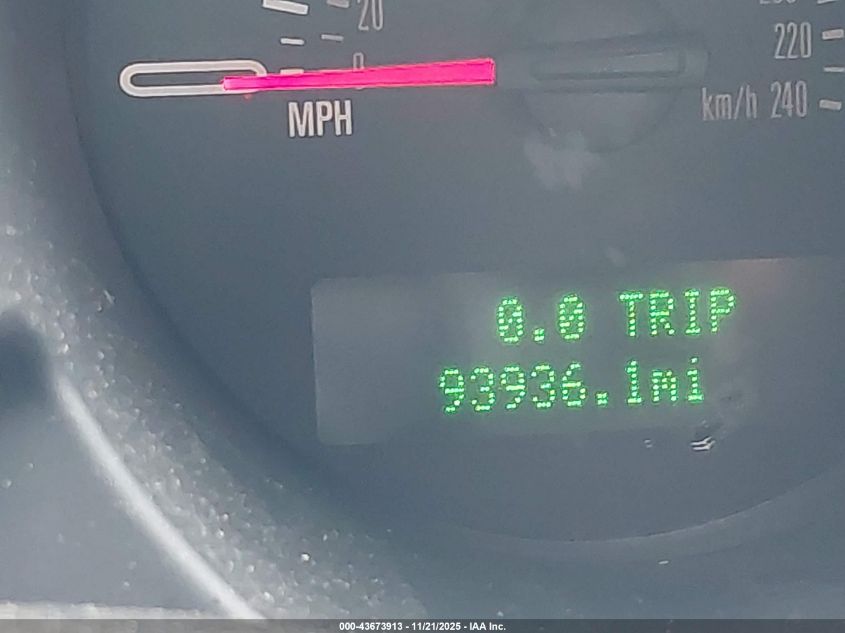 20
0
MPH
220
km/h 240
0.0 TRIP
93936.1mi
000-43673913 - 11/21/2025 - IAA Inc.